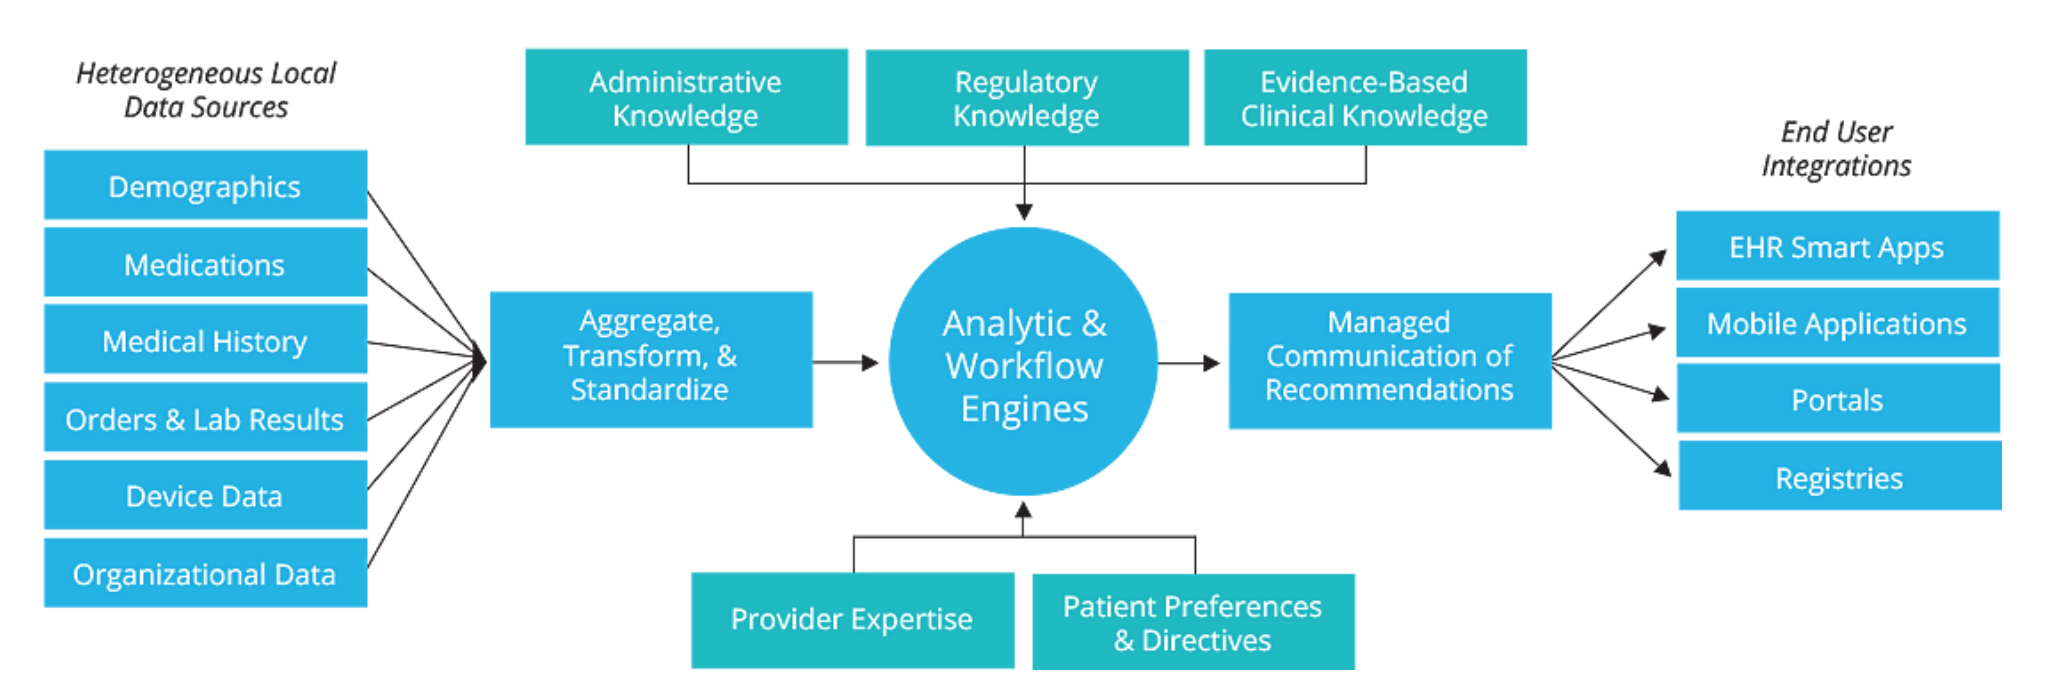 Heterogeneous Local
Data Sources
Demographics
Medications
Medical History
Orders & Lab Results
Device Data
Organizational Data
Aggregate,
Transform, &
Standardize
Administrative
Knowledge
Regulatory
Knowledge
Evidence-Based
Clinical Knowledge
Analytic &
Workflow
Engines
Provider Expertise
Patient Preferences
& Directives
Managed
Communication of
Recommendations
End User
Integrations
EHR Smart Apps
Mobile Applications
Portals
Registries